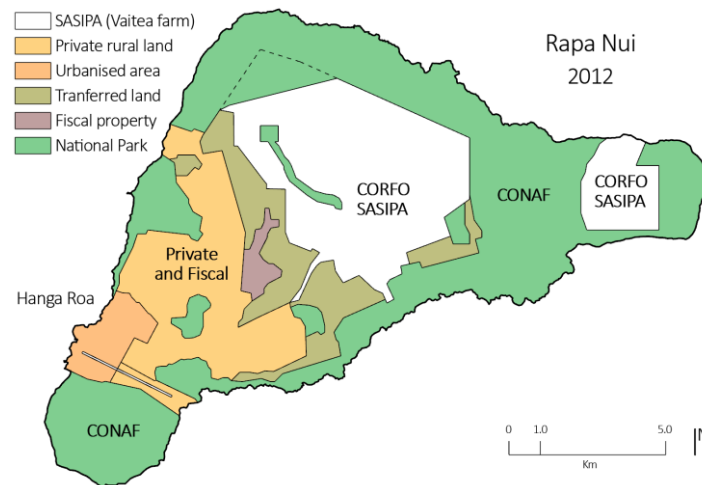 SASIPA (Vaitea farm)
Private rural land
Urbanised area
Tranferred land
Fiscal property
National Park
Rapa Nui
2012
CORFO
SASIPA
CONAF
CORFO
SASIPA
Private
and Fiscal
Hanga Roa
CONAF
0 1.0 5.0
Km
N